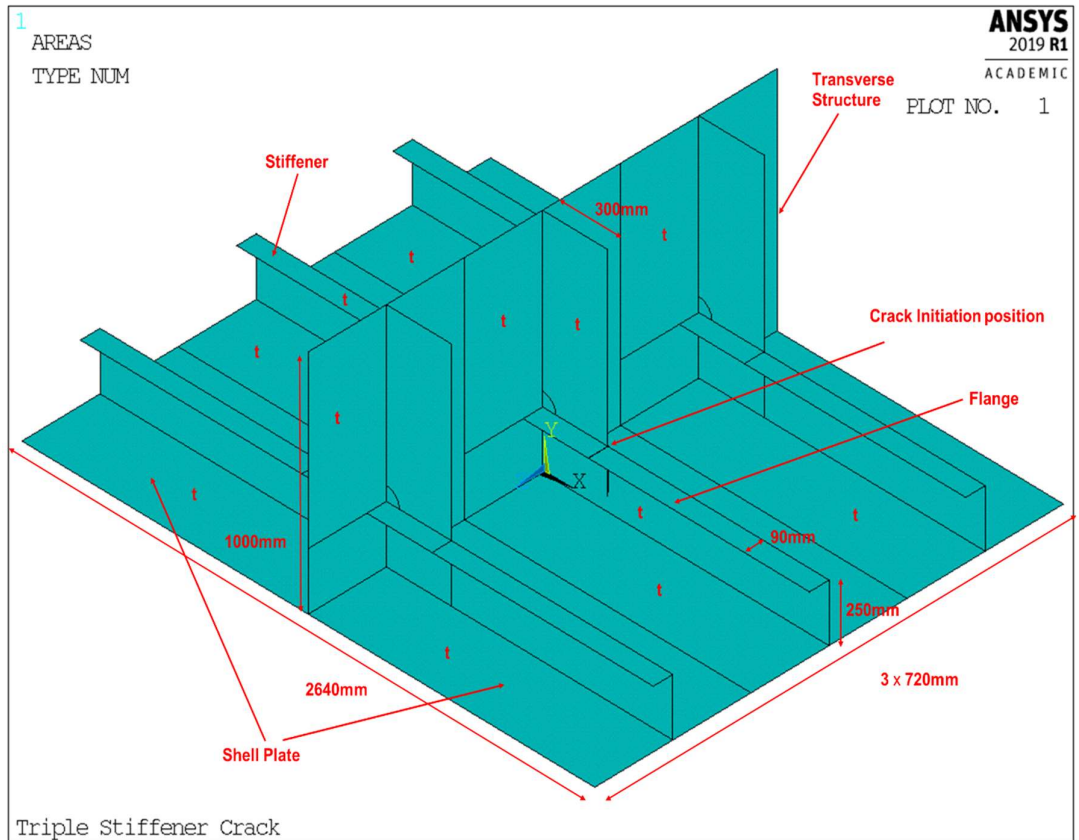 1
AREAS
TYPE NUM
ANSYS
2019 R1
ACADEMIC
PLOT NO. 1
Transverse
Structure
Stiffener
300mm
t
t
t
t
t
t
Crack Initiation position
t
Flange
Y
X
t
1000mm
t
t
90mm
t
250mm
t
2640mm
3 x 720mm
Shell Plate
Triple Stiffener Crack